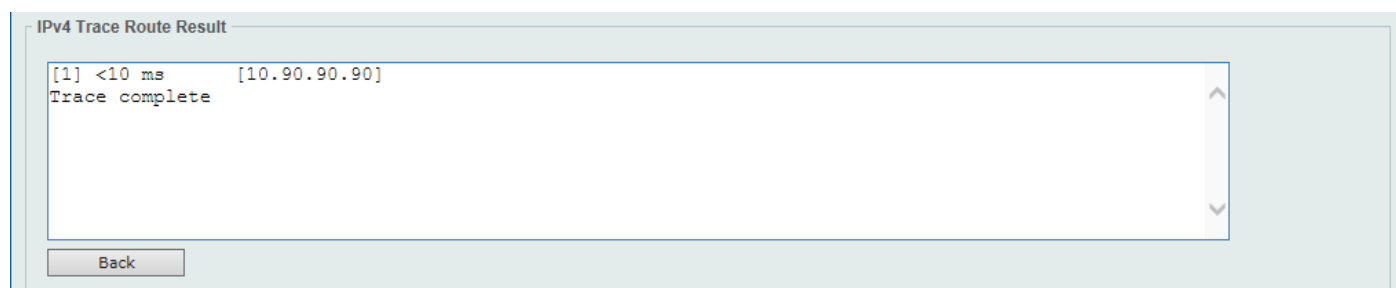 IPv4 Trace Route Result
[1] <10 ms [10.90.90.90]
Trace complete
Back